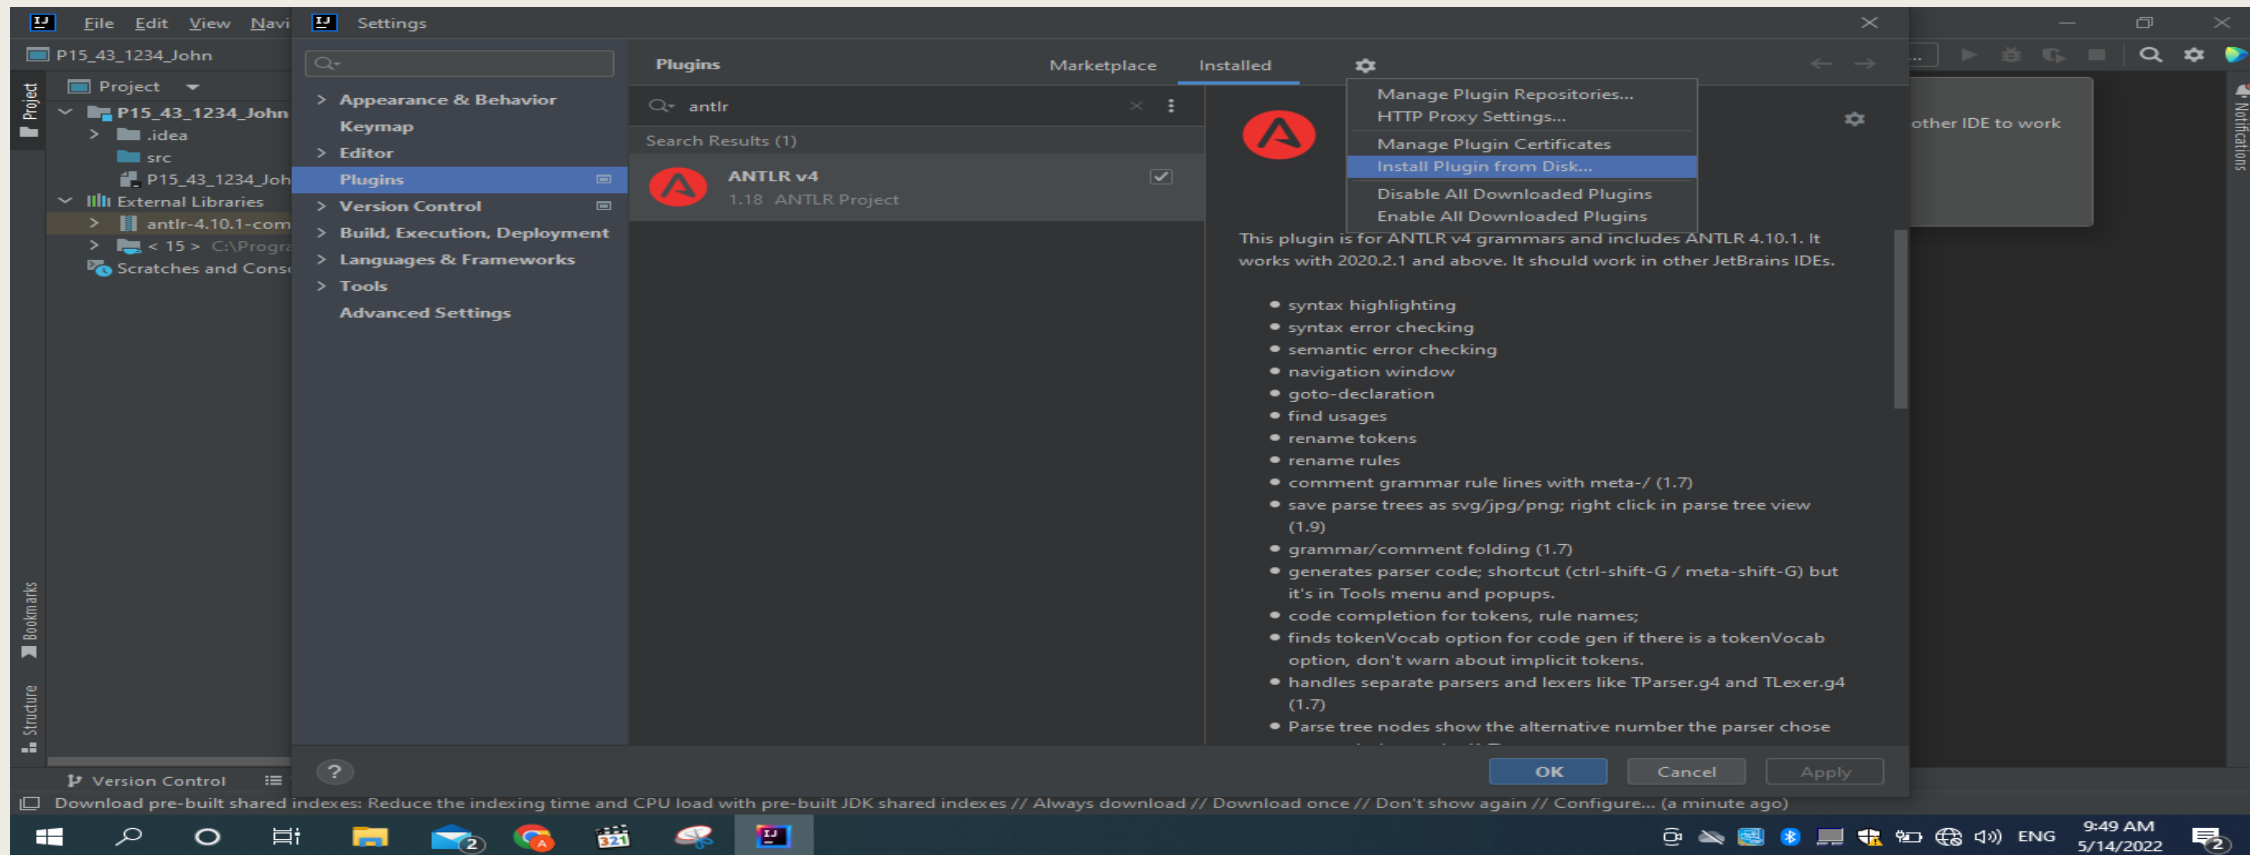 File Edit View Navi
Settings
P15_43_1234_John
Plugins
Marketplace
Installed
Project
Project
P15_43_1234_John
.idea
src
P15_43_1234_Joh
External Libraries
antlr-4.10.1-com
< 15 > C:\Progra
Scratches and Conso
Bookmarks
Structure
Appearance & Behavior
Keymap
Editor
Plugins
Version Control
Build, Execution, Deployment
Languages & Frameworks
Tools
Advanced Settings
antlr
Search Results (1)
ANTLR v4
1.18 ANTLR Project
Manage Plugin Repositories...
HTTP Proxy Settings...
Manage Plugin Certificates
Install Plugin from Disk...
Disable All Downloaded Plugins
Enable All Downloaded Plugins
This plugin is for ANTLR v4 grammars and includes ANTLR 4.10.1. It
works with 2020.2.1 and above. It should work in other JetBrains IDEs.
syntax highlighting
syntax error checking
semantic error checking
navigation window
goto-declaration
find usages
rename tokens
rename rules
comment grammar rule lines with meta-/ (1.7)
save parse trees as svg/jpg/png; right click in parse tree view
(1.9)
grammar/comment folding (1.7)
generates parser code; shortcut (ctrl-shift-G / meta-shift-G) but
it's in Tools menu and popups.
code completion for tokens, rule names;
finds tokenVocab option for code gen if there is a tokenVocab
option, don't warn about implicit tokens.
handles separate parsers and lexers like TParser.g4 and TLexer.g4
(1.7)
Parse tree nodes show the alternative number the parser chose
other IDE to work
Notifications
?
OK
Cancel
Apply
Version Control
Download pre-built shared indexes: Reduce the indexing time and CPU load with pre-built JDK shared indexes // Always download // Download once // Don't show again // Configure... (a minute ago)
2
A
321
ENG
9:49 AM
5/14/2022
2